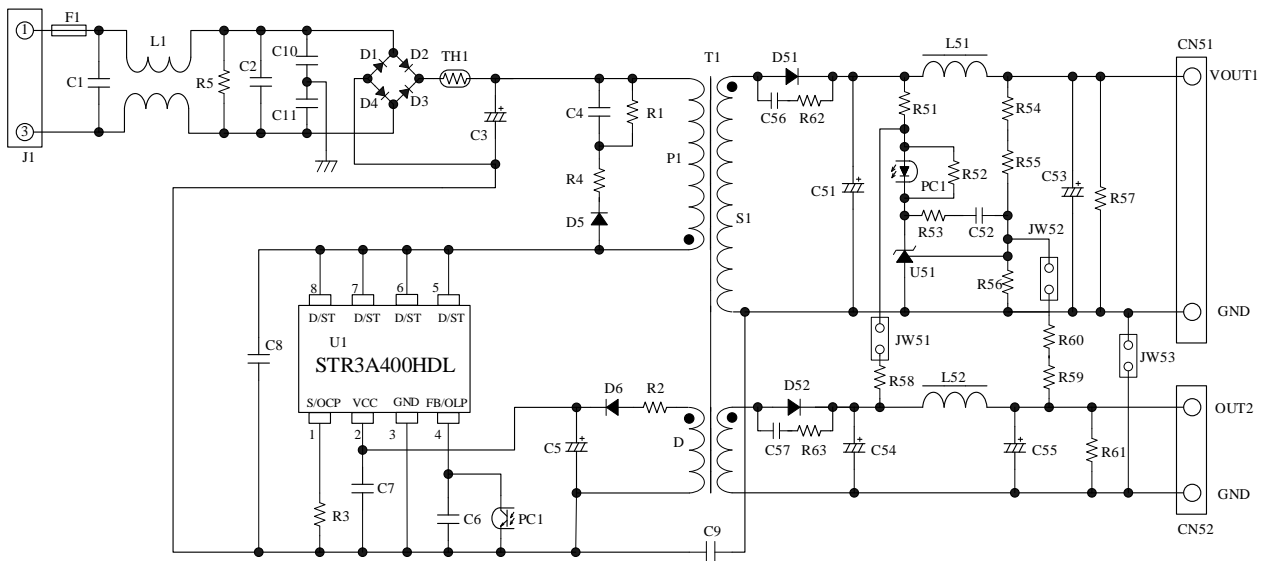 F1
L1
1
3
J1
C1
R5
C2
C10
C11
D1
D2
D4
D3
TH1
C3
C4
R1
R4
D5
P1
T1
S1
D51
C56
R62
C51
L51
R51
PC1
R52
R53
C52
U51
R54
R55
R56
JW52
C53
R57
CN51
VOUT1
GND
JW51
R58
R60
R59
JW53
C8
8
7
6
5
D/ST
D/ST
D/ST
D/ST
U1
STR3A400HDL
S/OCP
VCC
GND
FB/OLP
1
2
3
4
R3
C7
C6
PC1
C5
D6
R2
D
C9
D52
C57
R63
C54
L52
C55
R61
OUT2
GND
CN52